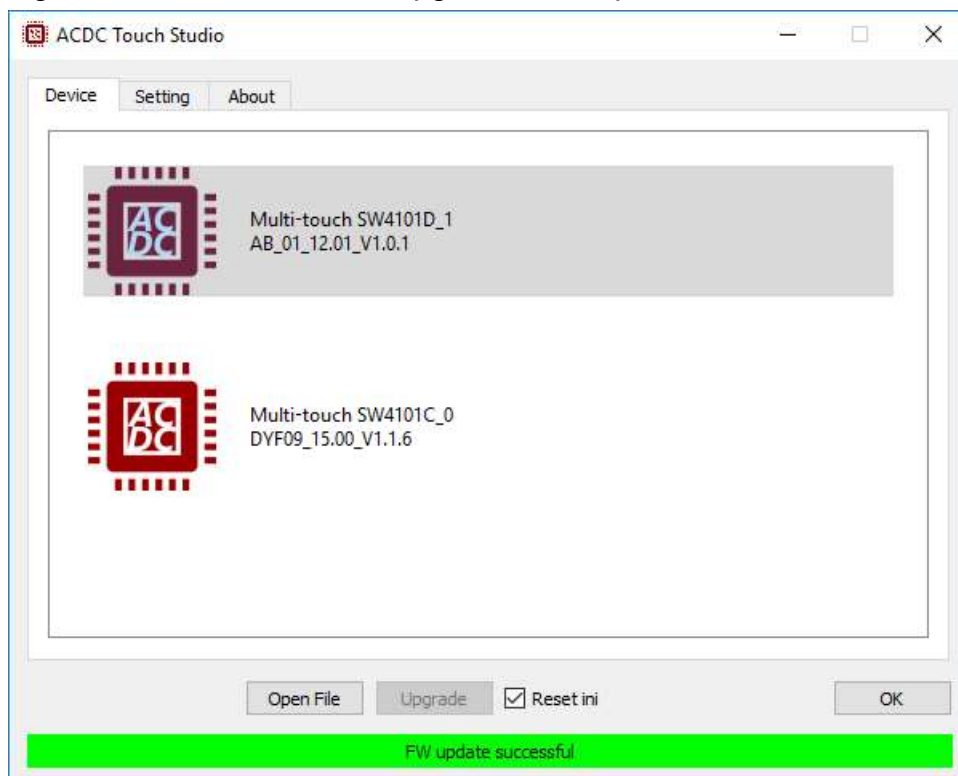 ACDC Touch Studio
Device Setting About
AC
DC
Multi-touch SW4101D_1
AB_01_12.01_V1.0.1
AC
DC
Multi-touch SW4101C_0
DYF09_15.00_V1.1.6
Open File Upgrade Reset ini OK
FW update successful